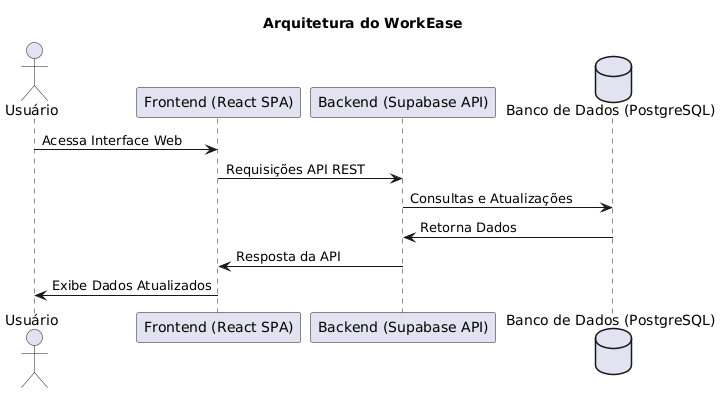 Arquitetura do WorkEase
Usuário
Frontend (React SPA)
Backend (Supabase API)
Banco de Dados (PostgreSQL)
Acessa Interface Web
Requisições API REST
Consultas e Atualizações
Retorna Dados
Resposta da API
Exibe Dados Atualizados
Usuário
Frontend (React SPA)
Backend (Supabase API)
Banco de Dados (PostgreSQL)